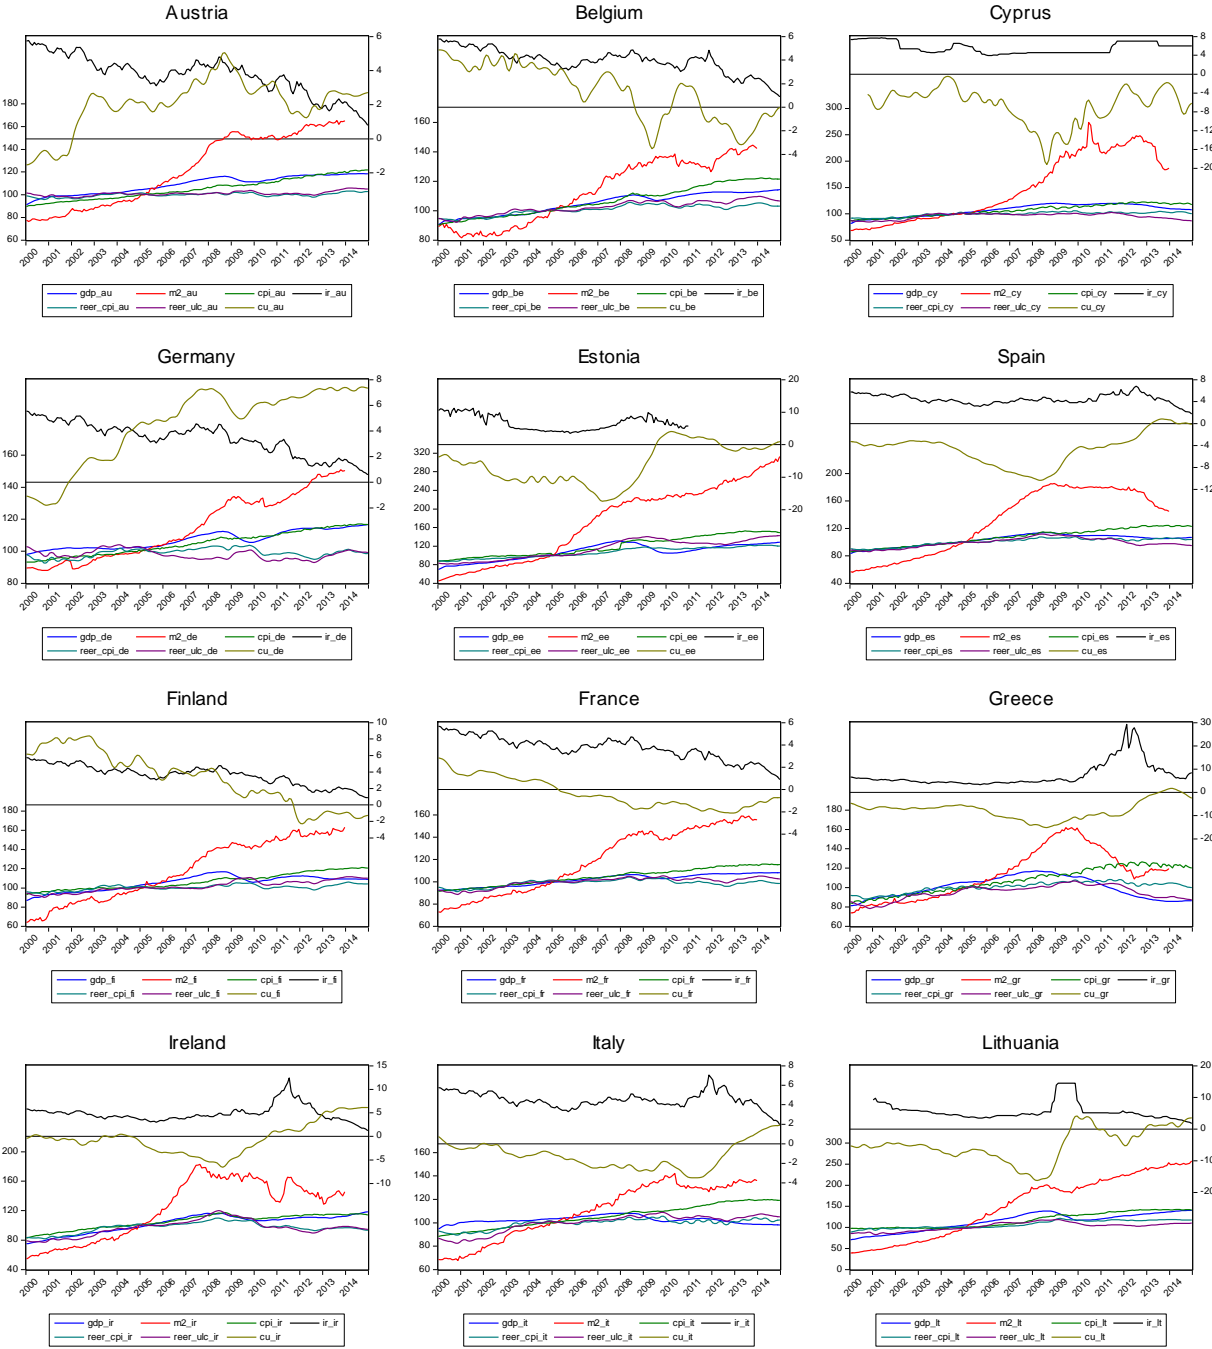 Austria Belgium Cyprus
6 6 8
5 4 4
4 2 0
3 0 -4
2 -2 -8
1 -4 -12
0 -16
-2 -20
180 160 300
160 140 250
140 120 200
120 100 150
100 80 100
80 50
60
2000 2001 2002 2003 2004 2005 2006 2007 2008 2009 2010 2011 2012 2013 2014
2000 2001 2002 2003 2004 2005 2006 2007 2008 2009 2010 2011 2012 2013 2014
2000 2001 2002 2003 2004 2005 2006 2007 2008 2009 2010 2011 2012 2013 2014
gdp_au m2_au cpi_au ir_au
reer_cpi_au reer_ulc_au cu_au
gdp_be m2_be cpi_be ir_be
reer_cpi_be reer_ulc_be cu_be
gdp_cy m2_cy cpi_cy ir_cy
reer_cpi_cy reer_ulc_cy cu_cy
Germany Estonia Spain
8 20 8
6 10 4
4 0 0
2 -10 -4
0 -20 -8
-2 -12
160 320 200
140 280 160
120 240 120
100 200 80
80 160 40
120
80
40
2000 2001 2002 2003 2004 2005 2006 2007 2008 2009 2010 2011 2012 2013 2014
2000 2001 2002 2003 2004 2005 2006 2007 2008 2009 2010 2011 2012 2013 2014
2000 2001 2002 2003 2004 2005 2006 2007 2008 2009 2010 2011 2012 2013 2014
gdp_de m2_de cpi_de ir_de
reer_cpi_de reer_ulc_de cu_de
gdp_ee m2_ee cpi_ee ir_ee
reer_cpi_ee reer_ulc_ee cu_ee
gdp_es m2_es cpi_es ir_es
reer_cpi_es reer_ulc_es cu_es
Finland France Greece
10 6 30
8 4 20
6 2 10
4 0 0
2 -2 -10
0 -4 -20
-2
-4
180 160 180
160 140 160
140 120 140
120 100 120
100 80 100
80 60 80
60 60
2000 2001 2002 2003 2004 2005 2006 2007 2008 2009 2010 2011 2012 2013 2014
2000 2001 2002 2003 2004 2005 2006 2007 2008 2009 2010 2011 2012 2013 2014
2000 2001 2002 2003 2004 2005 2006 2007 2008 2009 2010 2011 2012 2013 2014
gdp_fi m2_fi cpi_fi ir_fi
reer_cpi_fi reer_ulc_fi cu_fi
gdp_fr m2_fr cpi_fr ir_fr
reer_cpi_fr reer_ulc_fr cu_fr
gdp_gr m2_gr cpi_gr ir_gr
reer_cpi_gr reer_ulc_gr cu_gr
Ireland Italy Lithuania
15 8 20
10 6 10
5 4 0
0 2 -10
-5 0 -20
-10 -2
-4
200 160 300
160 140 250
120 120 200
80 100 150
40 80 100
60 50
0
2000 2001 2002 2003 2004 2005 2006 2007 2008 2009 2010 2011 2012 2013 2014
2000 2001 2002 2003 2004 2005 2006 2007 2008 2009 2010 2011 2012 2013 2014
2000 2001 2002 2003 2004 2005 2006 2007 2008 2009 2010 2011 2012 2013 2014
gdp_ir m2_ir cpi_ir ir_ir
reer_cpi_ir reer_ulc_ir cu_ir
gdp_it m2_it cpi_it ir_it
reer_cpi_it reer_ulc_it cu_it
gdp_lt m2_lt cpi_lt ir_lt
reer_cpi_lt reer_ulc_lt cu_lt